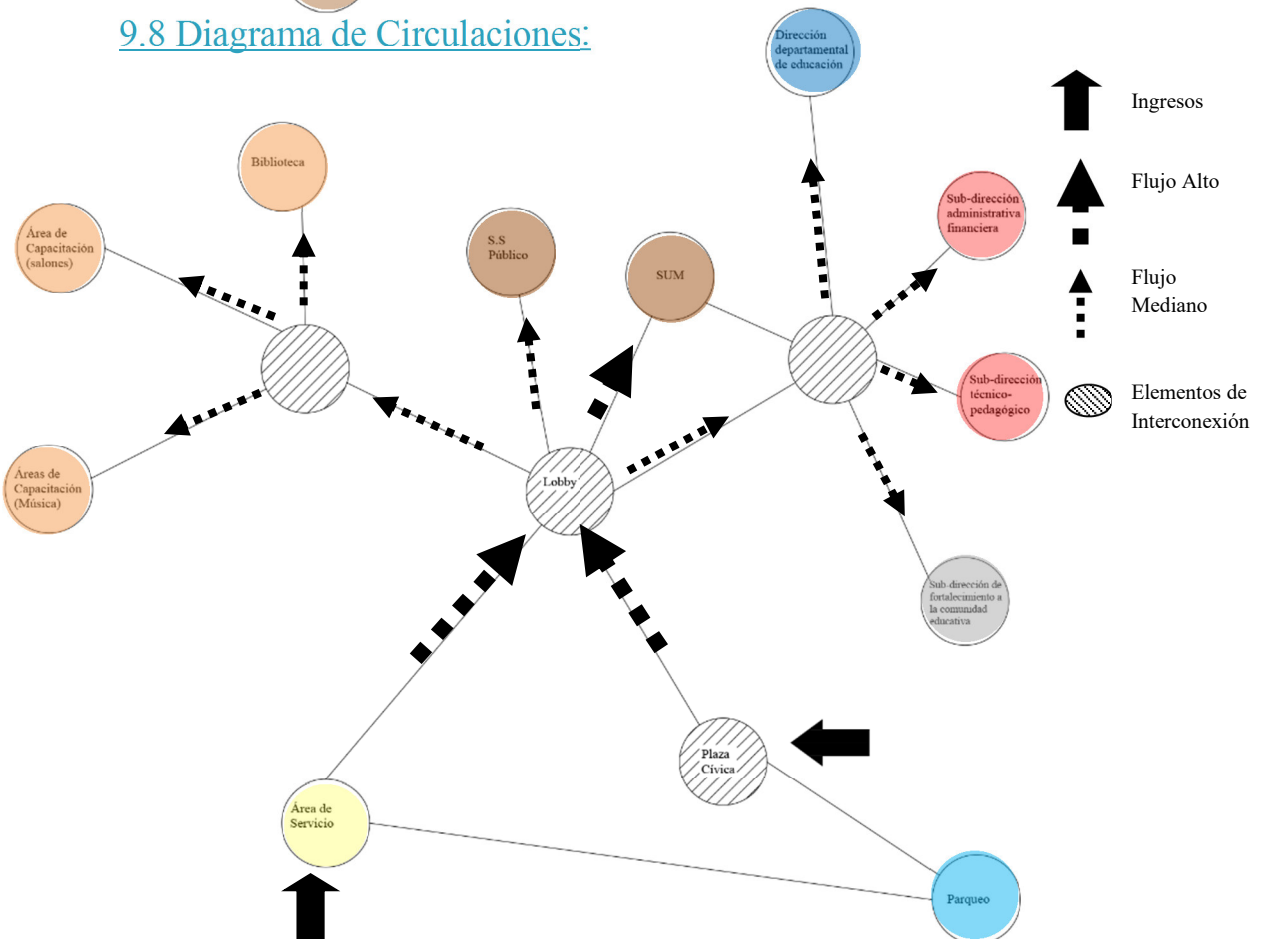 9.8 Diagrama de Circulaciones:
Dirección
departamental
de educación
Ingresos
Biblioteca
Flujo Alto
Sub-dirección
administrativa
financiera
Área de
Capacitación
(salones)
S.S
Público
SUM
Flujo
Mediano
Sub-dirección
técnico-
pedagógico
Elementos de
Interconexión
Áreas de
Capacitación
(Música)
Lobby
Sub-dirección de
fortalecimiento a
la comunidad
educativa
Plaza
Cívica
Área de
Servicio
Parqueo